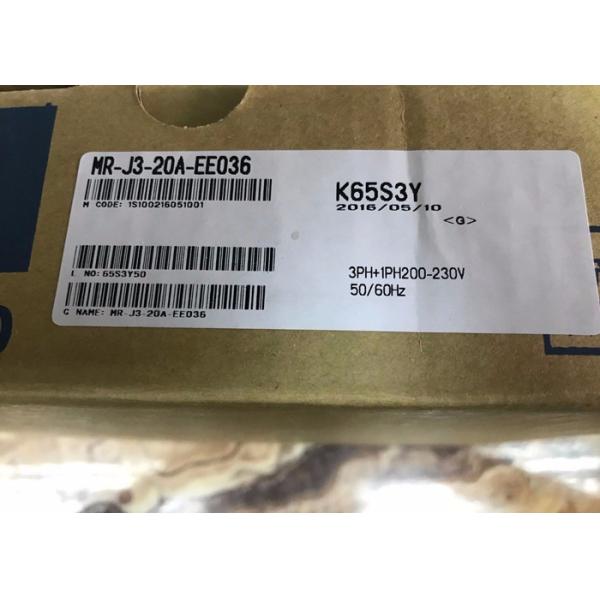 MR-J3-20A-EE036
M CODE: 1S100216051001
L NO:65S3Y50
C NAME: MR-J3-20A-EE036
K65S3Y
2016/05/10
<G>
3PH+1PH200-230V
50/60Hz